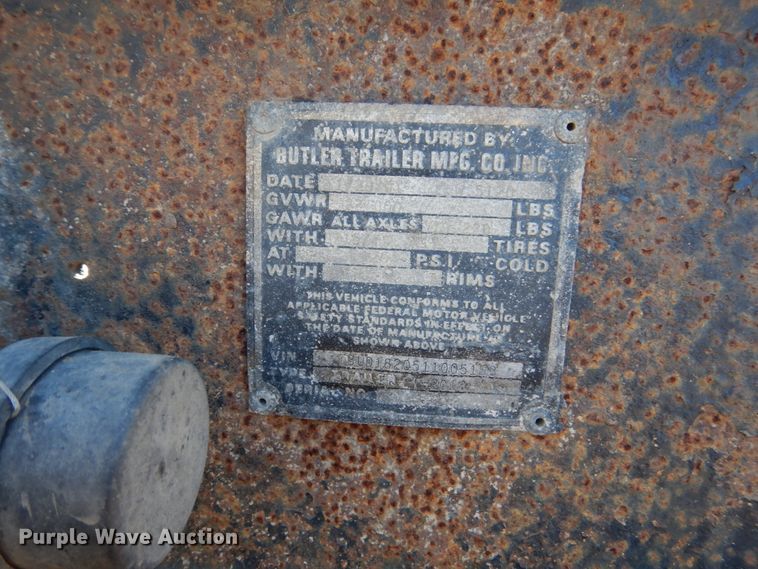 MANUFACTURED BY
BUTLER TRAILER MFG. CO. INC.
DATE
GVWR LBS
GAWR ALL AXLES LBS
WITH TIRES
AT P.S.I. COLD
WITH RIMS
THIS VEHICLE CONFORMS TO ALL
APPLICABLE FEDERAL MOTOR VEHICLE
SAFETY STANDARDS IN EFFECT ON
THE DATE OF MANUFACTURE
SHOWN ABOVE
VIN
TYPE TRAILER
SERIAL NO.
Purple Wave Auction